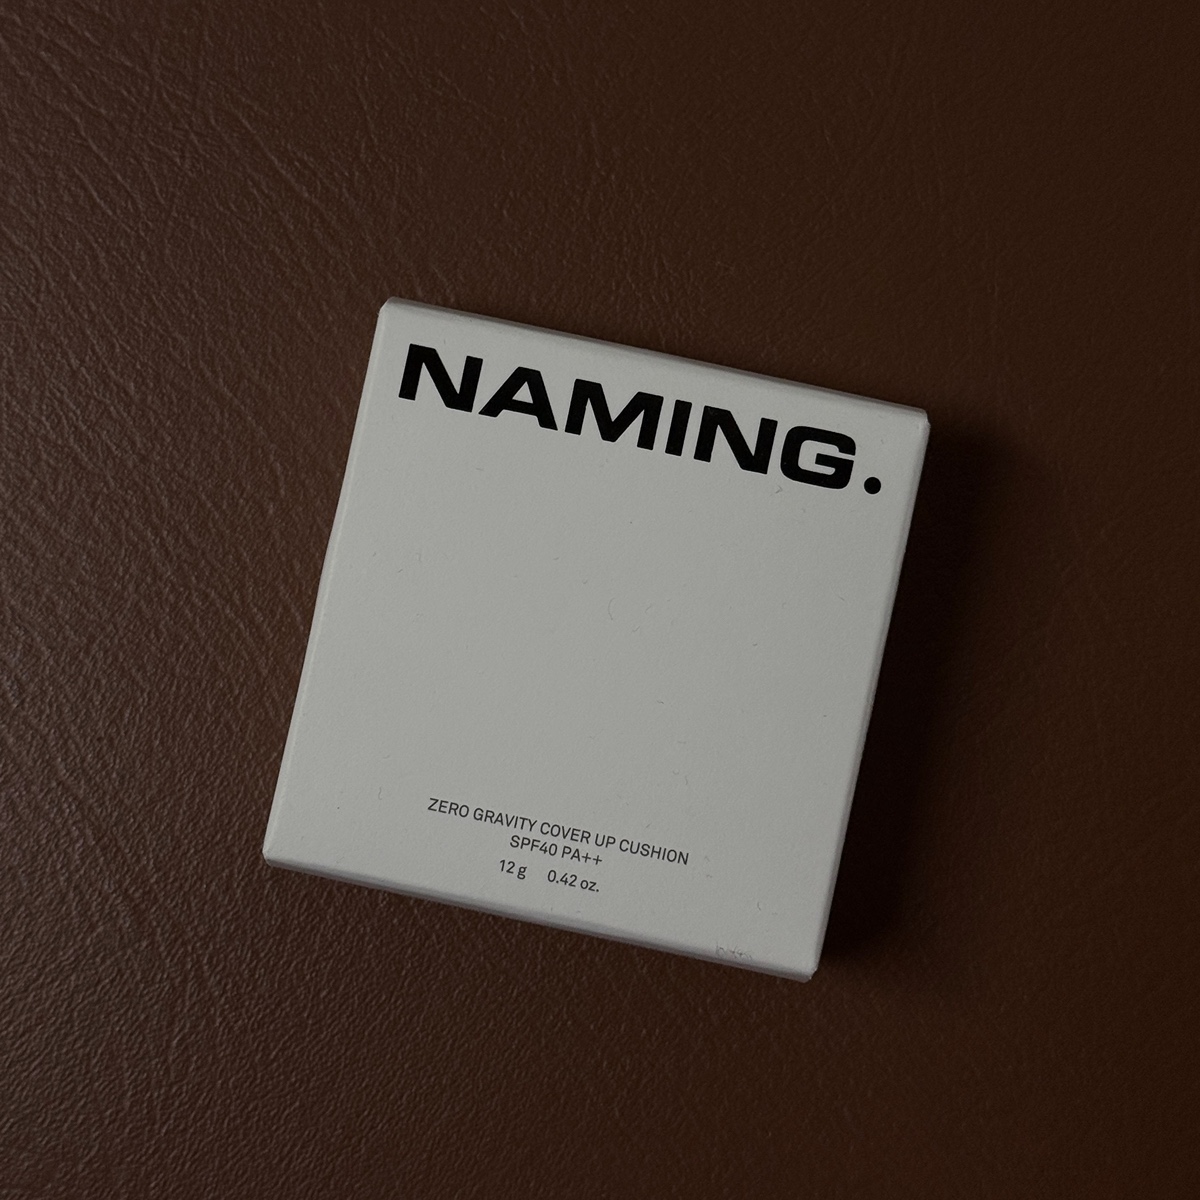 NAMING.
ZERO GRAVITY COVER UP CUSHION
SPF40 PA++
12 g 0.42 oz.